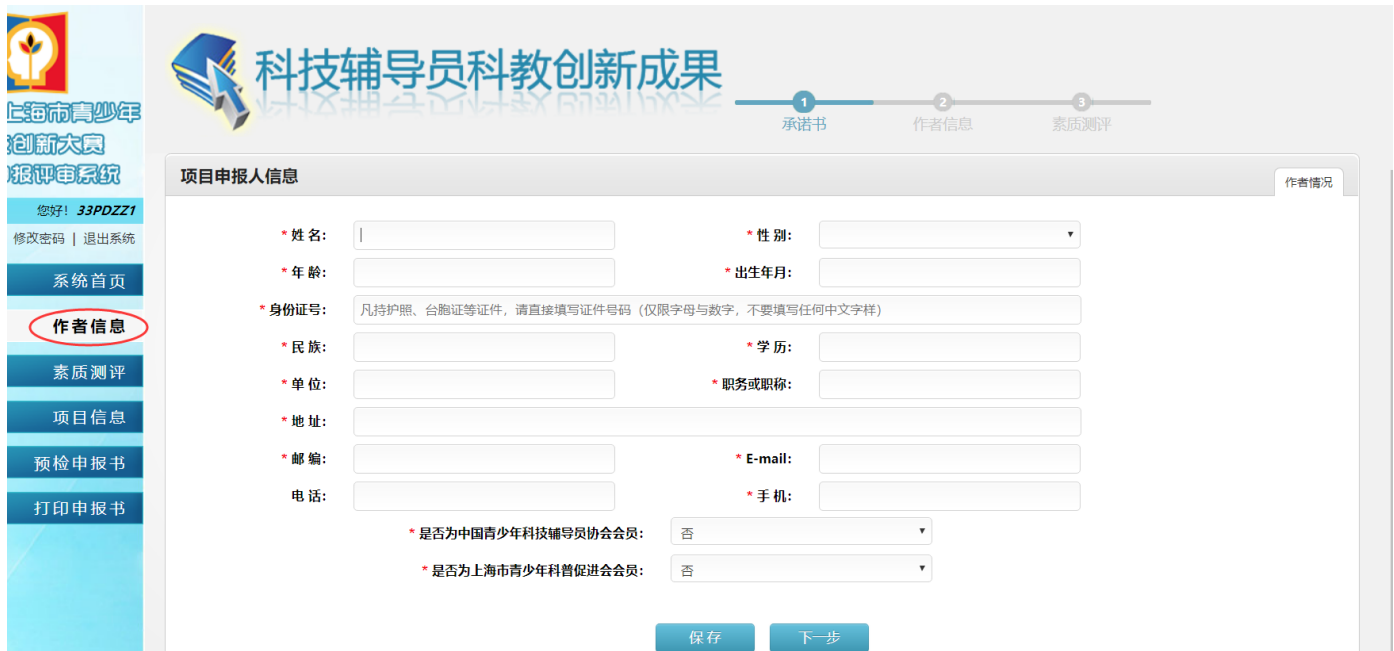 科技辅导员科教创新成果
1 2 3
承诺书 作者信息 素质测评
上海市青少年
创新大赛
报评审系统
您好! 33PDZZ1
修改密码 | 退出系统
系统首页
作者信息
素质测评
项目信息
预检申报书
打印申报书
项目申报人信息 作者情况
* 姓 名: * 性 别:
* 年 龄: * 出生年月:
* 身份证号: 凡持护照、台胞证等证件，请直接填写证件号码（仅限字母与数字，不要填写任何中文字样）
* 民 族: * 学 历:
* 单 位: * 职务或职称:
* 地 址:
* 邮 编: * E-mail:
电 话: * 手 机:
* 是否为中国青少年科技辅导员协会会员: 否
* 是否为上海市青少年科普促进会会员: 否
保 存 下一步